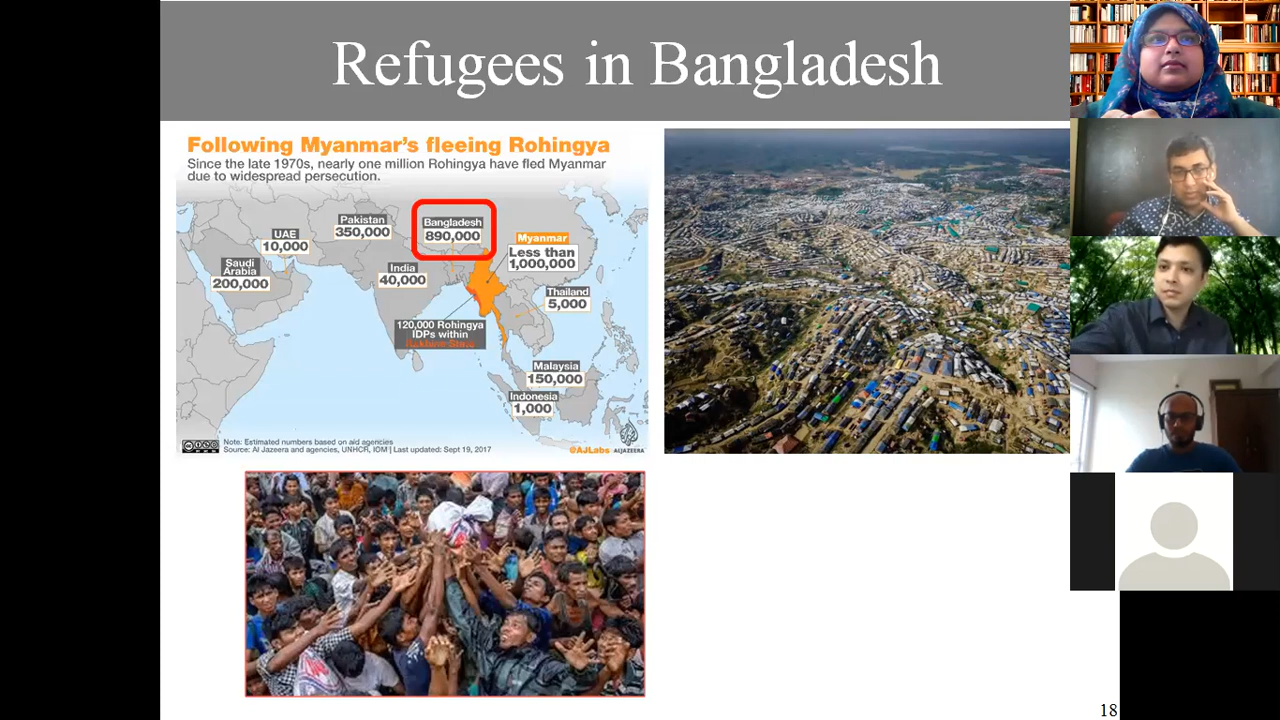 Refugees in Bangladesh
Following Myanmar's fleeing Rohingya
Since the late 1970s, nearly one million Rohingya have fled Myanmar
due to widespread persecution.
Pakistan
350,000
Bangladesh
890,000
UAE
10,000
Myanmar
Less than
1,000,000
Saudi
Arabia
200,000
India
40,000
Thailand
5,000
120,000 Rohingya
IDPs within
Rakhine State
Malaysia
150,000
Indonesia
1,000
Note: Estimated numbers based on aid agencies
Source: Al Jazeera and agencies, UNHCR, IOM | Last updated: Sept 19, 2017
@AJLabs
ALJAZEERA
18